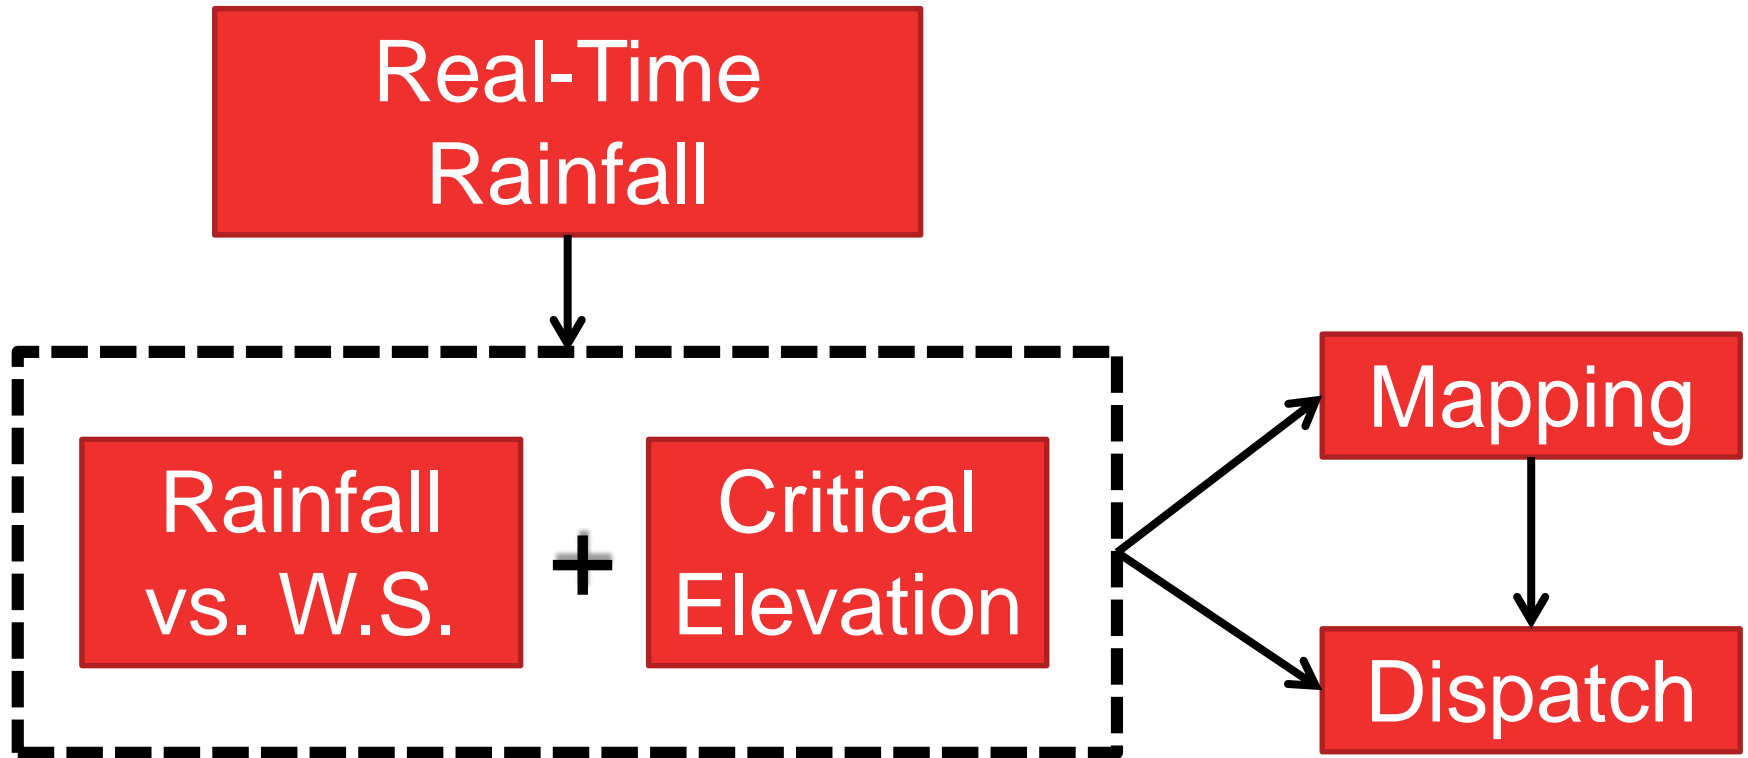 Real-Time
Rainfall
Rainfall
vs. W.S.
+
Critical
Elevation
Mapping
Dispatch